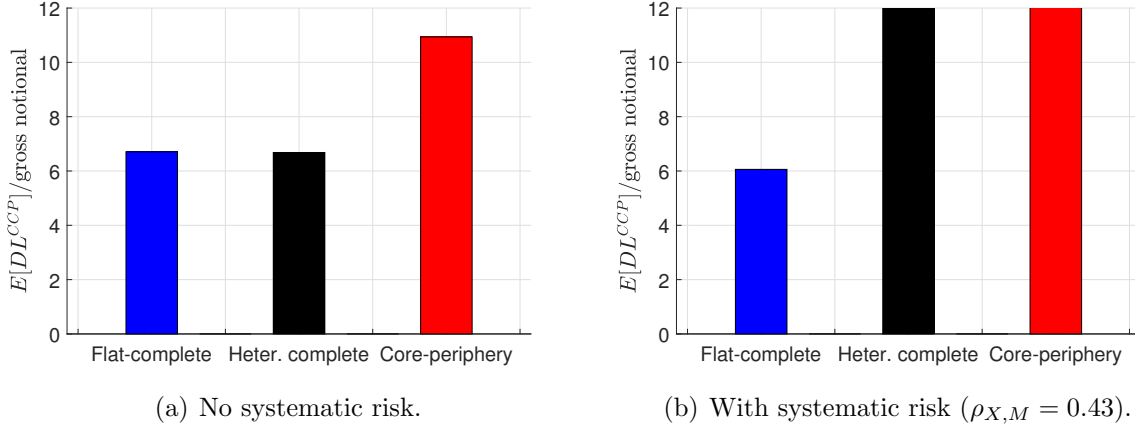 E[DL^{CCP}]/gross notional
12
10
8
6
4
2
0
Flat-complete Heter. complete Core-periphery
(a) No systematic risk.
E[DL^{CCP}]/gross notional
12
10
8
6
4
2
0
Flat-complete Heter. complete Core-periphery
(b) With systematic risk (ρ_{X,M} = 0.43).